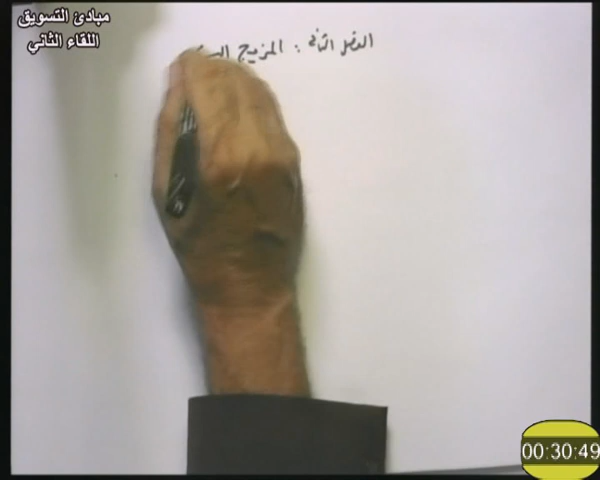 مبادئ التسويق
اللقاء الثاني
الفصل الثاني : المزيج
00:30:49